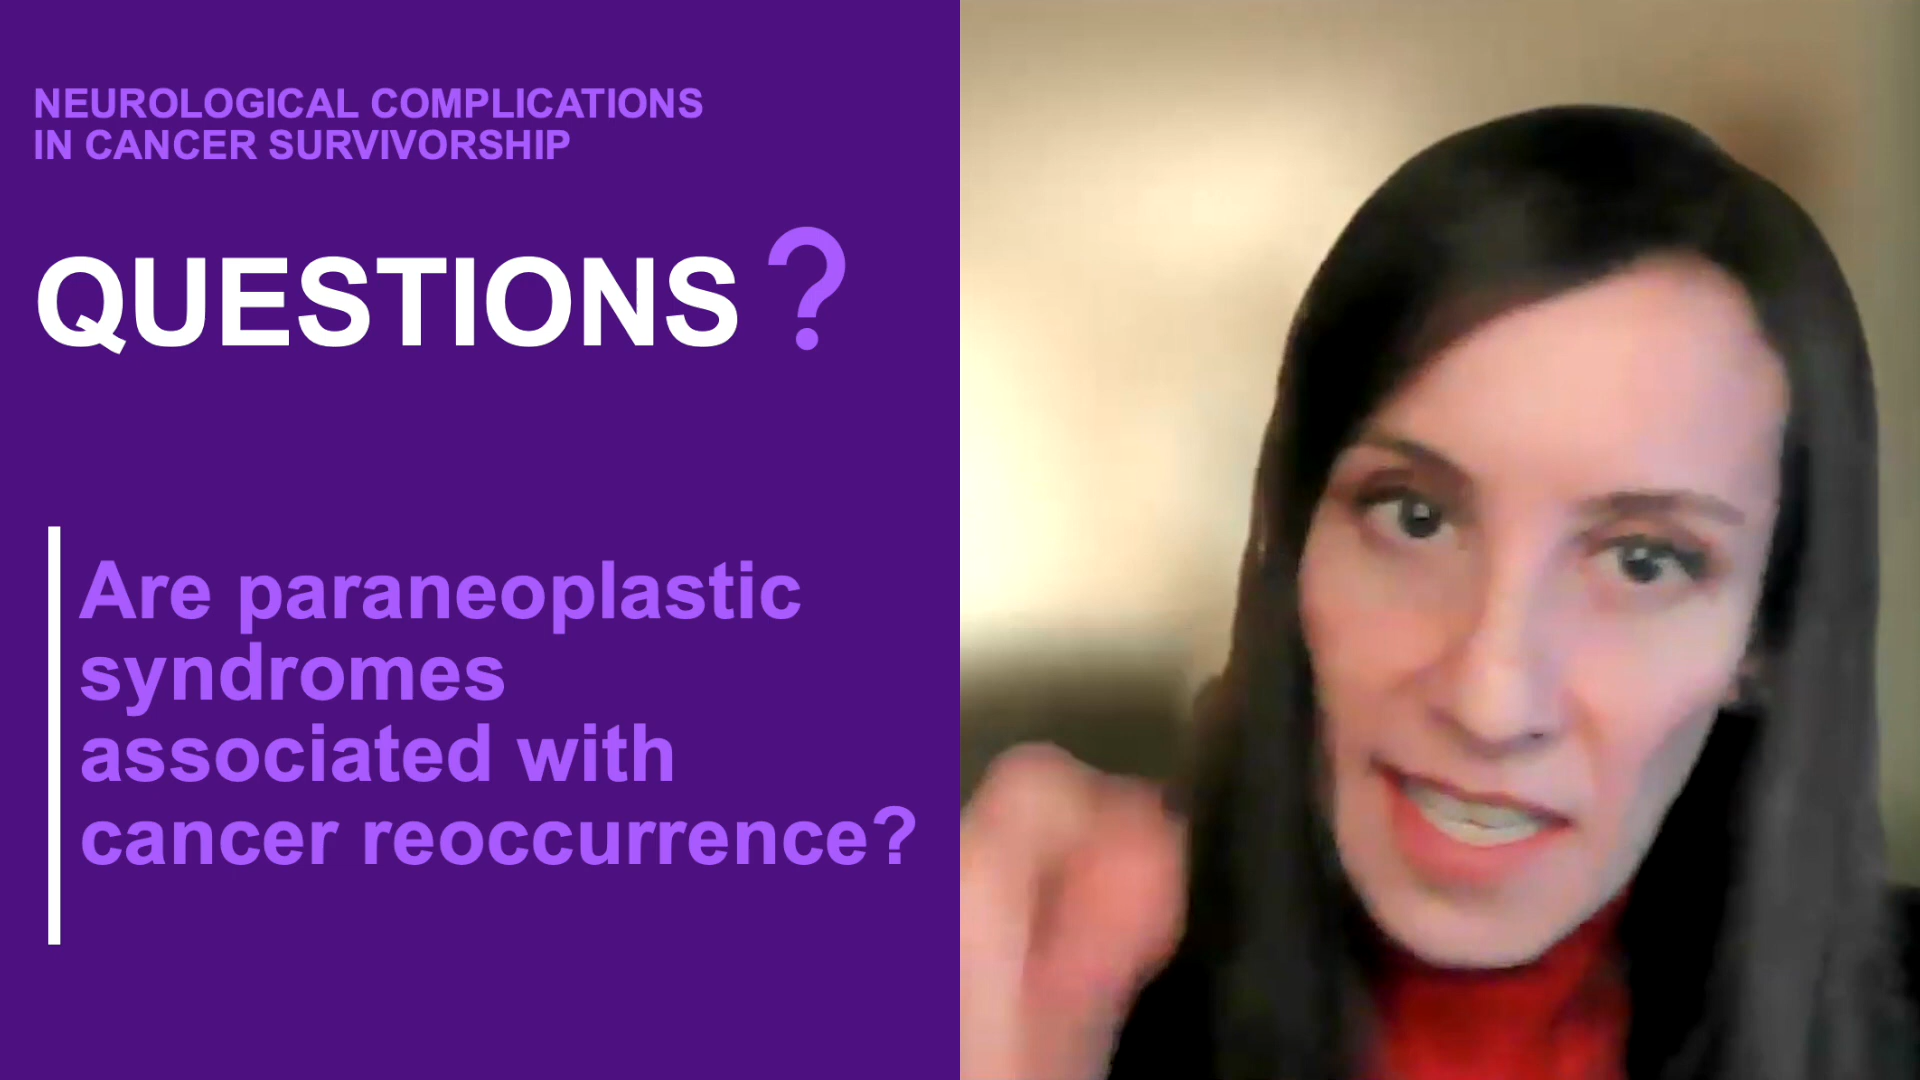 NEUROLOGICAL COMPLICATIONS
IN CANCER SURVIVORSHIP
QUESTIONS?
Are paraneoplastic
syndromes
associated with
cancer reoccurrence?